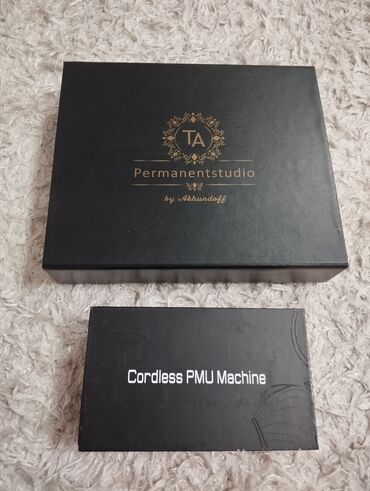 TA
Permanentstudio
by Akhundoff
Cordless PMU Machine